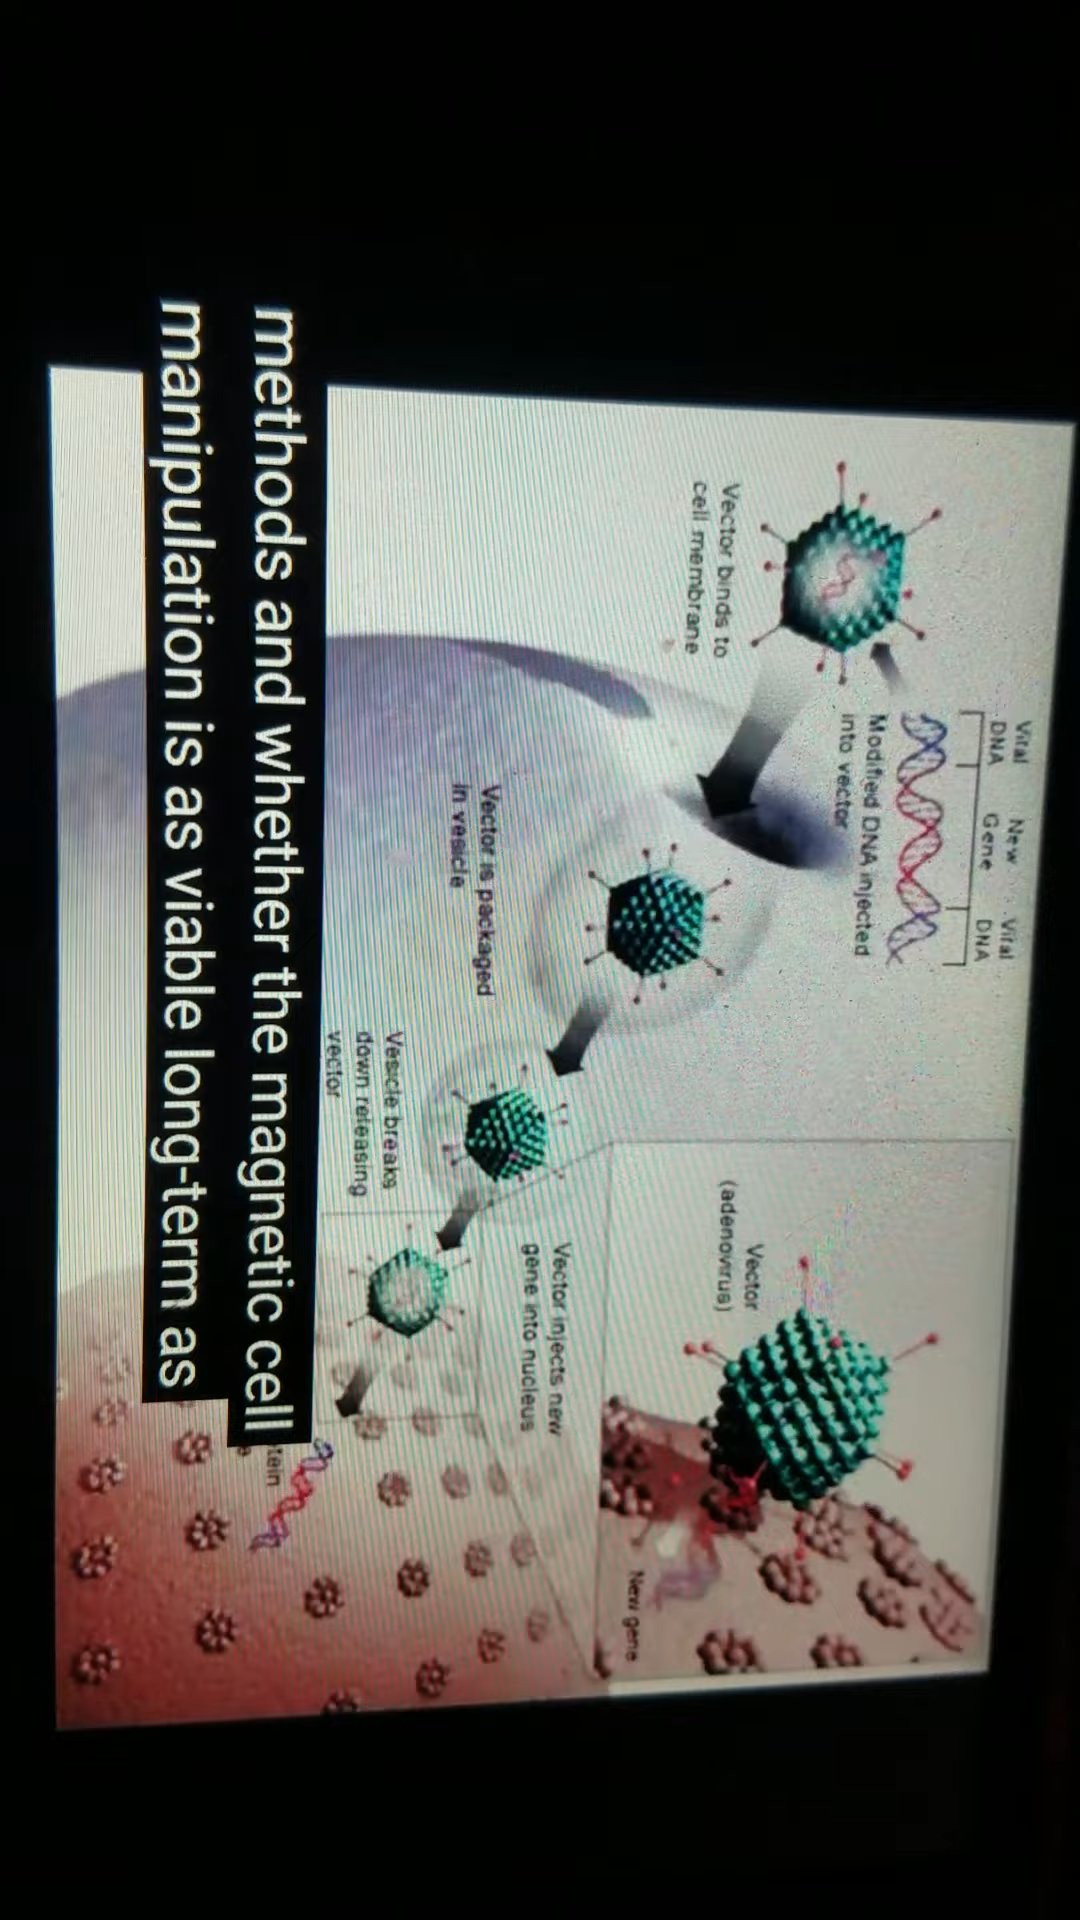 Viral New Viral
DNA Gene DNA
Modified DNA injected
into vector
Vector binds to
cell membrane
Vector is packaged
in vesicle
Vesicle breaks
down releasing
vector
Vector injects new
gene into nucleus
Vector
(adenovirus)
New gene
tein
methods and whether the magnetic cell
manipulation is as viable long-term as